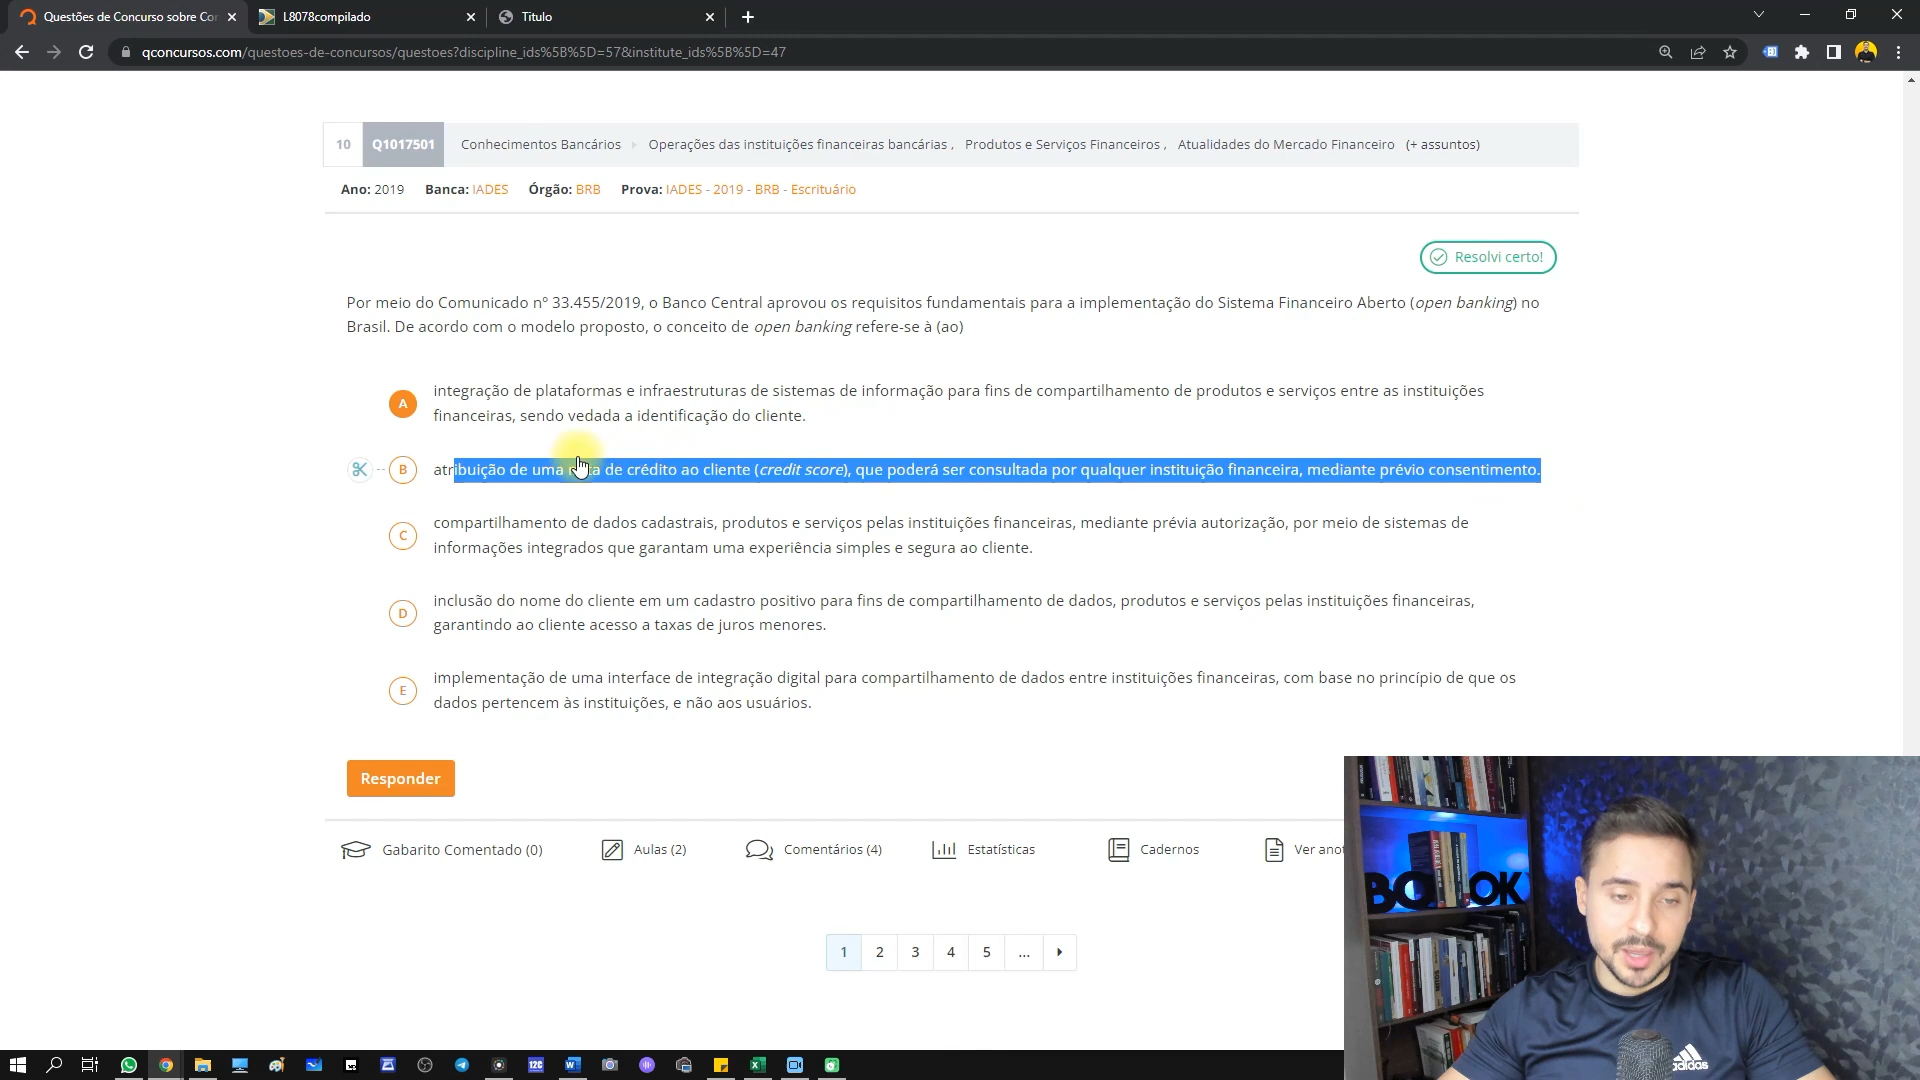 Questões de Concurso sobre Co
L8078compilado
Titulo
qconcursos.com/questoes-de-concursos/questoes?discipline_ids%5B%5D=57&institute_ids%5B%5D=47
10 Q1017501 Conhecimentos Bancários Operações das instituições financeiras bancárias , Produtos e Serviços Financeiros , Atualidades do Mercado Financeiro (+ assuntos)
Ano: 2019 Banca: IADES Órgão: BRB Prova: IADES - 2019 - BRB - Escrituário
Resolvi certo!
Por meio do Comunicado nº 33.455/2019, o Banco Central aprovou os requisitos fundamentais para a implementação do Sistema Financeiro Aberto (open banking) no
Brasil. De acordo com o modelo proposto, o conceito de open banking refere-se à (ao)
A integração de plataformas e infraestruturas de sistemas de informação para fins de compartilhamento de produtos e serviços entre as instituições
financeiras, sendo vedada a identificação do cliente.
B atribuição de uma de crédito ao cliente (credit score), que poderá ser consultada por qualquer instituição financeira, mediante prévio consentimento.
C compartilhamento de dados cadastrais, produtos e serviços pelas instituições financeiras, mediante prévia autorização, por meio de sistemas de
informações integrados que garantam uma experiência simples e segura ao cliente.
D inclusão do nome do cliente em um cadastro positivo para fins de compartilhamento de dados, produtos e serviços pelas instituições financeiras,
garantindo ao cliente acesso a taxas de juros menores.
E implementação de uma interface de integração digital para compartilhamento de dados entre instituições financeiras, com base no princípio de que os
dados pertencem às instituições, e não aos usuários.
Responder
Gabarito Comentado (0) Aulas (2) Comentários (4) Estatísticas Cadernos Ver anot
1 2 3 4 5 ...
BOOK
adidas
12C